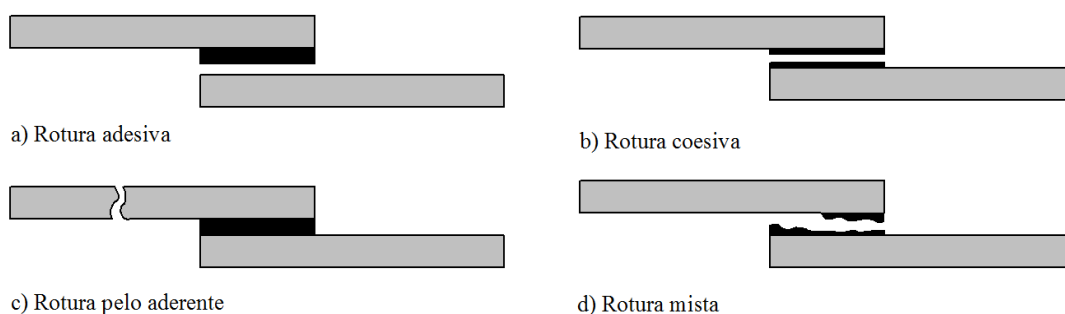 a) Rotura adesiva
b) Rotura coesiva
c) Rotura pelo aderente
d) Rotura mista